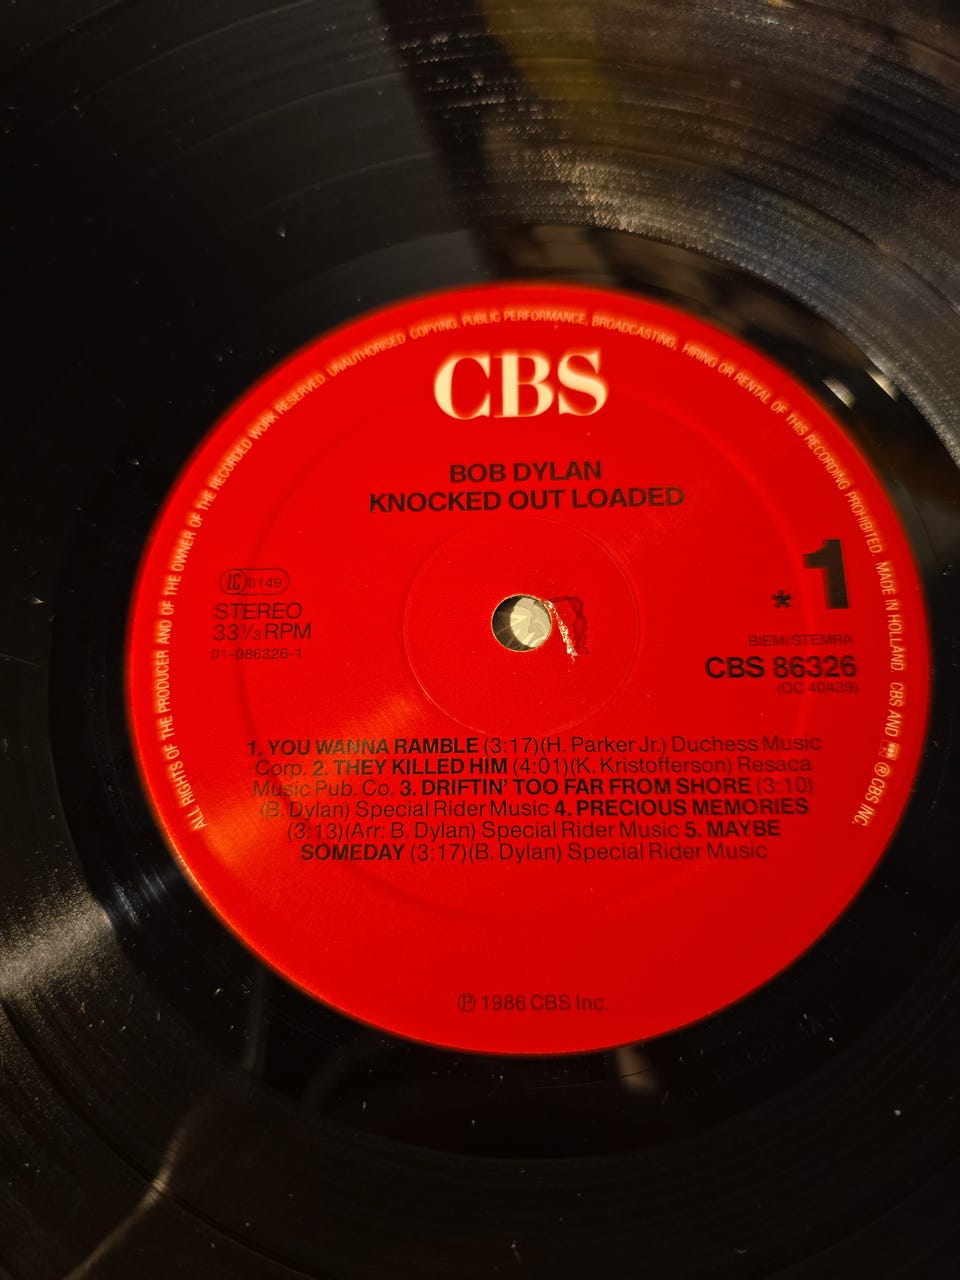 ALL RIGHTS OF THE PRODUCER AND OF THE OWNER OF THE RECORDED WORK RESERVED. UNAUTHORISED COPYING, PUBLIC PERFORMANCE, BROADCASTING, HIRING OR RENTAL OF THIS RECORDING PROHIBITED. MADE IN HOLLAND. CBS AND ℗ CBS INC.
CBS
BOB DYLAN
KNOCKED OUT LOADED
LC 0149
STEREO
33⅓ RPM
01-086326-1
* 1
BIEM/STEMRA
CBS 86326
(QC 40439)
1. YOU WANNA RAMBLE (3:17)(H. Parker Jr.) Duchess Music
Corp. 2. THEY KILLED HIM (4:01)(K. Kristofferson) Resaca
Music Pub. Co. 3. DRIFTIN' TOO FAR FROM SHORE (3:10)
(B. Dylan) Special Rider Music 4. PRECIOUS MEMORIES
(3:13)(Arr: B. Dylan) Special Rider Music 5. MAYBE
SOMEDAY (3:17)(B. Dylan) Special Rider Music
℗ 1986 CBS Inc.